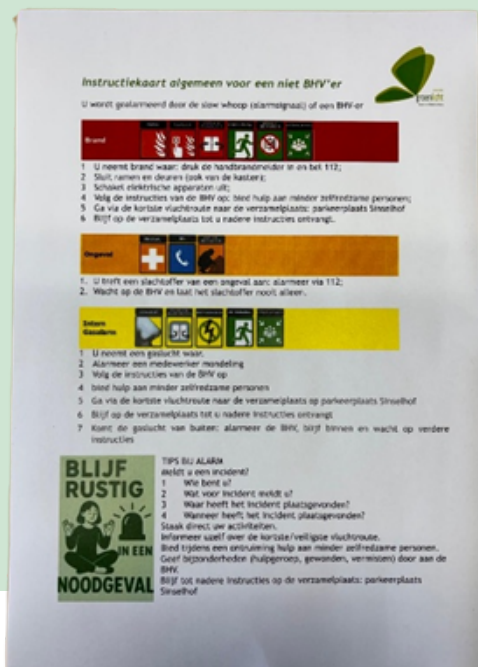 Instructiekaart algemeen voor een niet BHV'er
groenlicht
U wordt gealarmeerd door de slow whoop (alarmsignaal) of een BHV-er
Brand
1 U neemt brand waar: druk de handbrandmelder in en bel 112;
2 Sluit ramen en deuren (ook van de kasten);
3 Schakel elektrische apparaten uit;
4 Volg de instructies van de BHV op: bied hulp aan minder zelfredzame personen;
5 Ga via de kortste vluchtroute naar de verzamelplaats: parkeerplaats Sinselhof
6 Blijf op de verzamelplaats tot u nadere instructies ontvangt.
Ongeval
1. U treft een slachtoffer van een ongeval aan: alarmeer via 112;
2. Wacht op de BHV en laat het slachtoffer nooit alleen.
Intern
Gasalarm
1 U neemt een gaslucht waar.
2 Alarmeer een medewerker mondeling
3 Volg de instructies van de BHV op
4 bied hulp aan minder zelfredzame personen
5 Ga via de kortste vluchtroute naar de verzamelplaats op parkeerplaats Sinselhof
6 Blijf op de verzamelplaats tot u nadere instructies ontvangt
7 Komt de gaslucht van buiten: alarmeer de BHV, blijf binnen en wacht op verdere
instructies
BLIJF
RUSTIG
IN EEN
NOODGEVAL
TIPS BIJ ALARM
Meldt u een incident?
1 Wie bent u?
2 Wat voor incident meldt u?
3 Waar heeft het incident plaatsgevonden?
4 Wanneer heeft het incident plaatsgevonden?
Staak direct uw activiteiten.
Informeer uzelf over de kortste/veiligste vluchtroute.
Bied tijdens een ontruiming hulp aan minder zelfredzame personen.
Geef bijzonderheden (hulpgeroep, gewonden, vermisten) door aan de
BHV.
Blijf tot nadere instructies op de verzamelplaats: parkeerplaats
Sinselhof